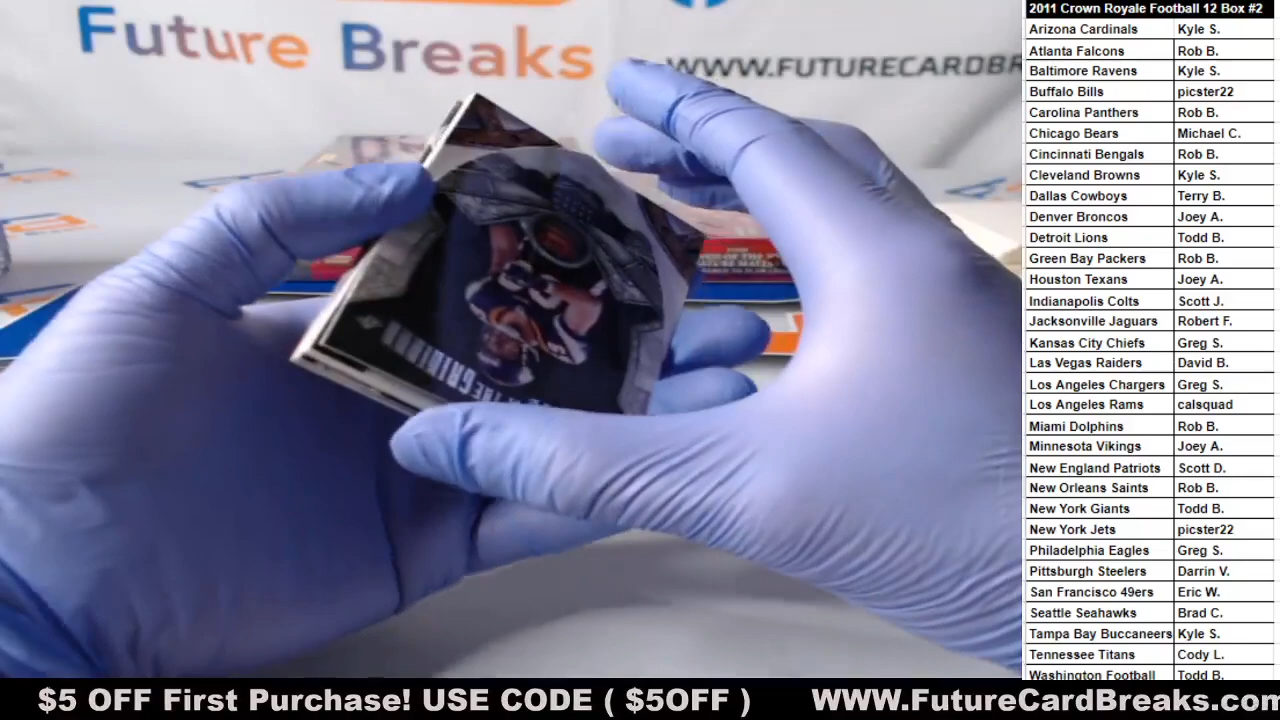 Future Breaks
WWW.FUTURECARDBR
2011 Crown Royale Football 12 Box #2
Arizona Cardinals Kyle S.
Atlanta Falcons Rob B.
Baltimore Ravens Kyle S.
Buffalo Bills picster22
Carolina Panthers Rob B.
Chicago Bears Michael C.
Cincinnati Bengals Rob B.
Cleveland Browns Kyle S.
Dallas Cowboys Terry B.
Denver Broncos Joey A.
Detroit Lions Todd B.
Green Bay Packers Rob B.
Houston Texans Joey A.
Indianapolis Colts Scott J.
Jacksonville Jaguars Robert F.
Kansas City Chiefs Greg S.
Las Vegas Raiders David B.
Los Angeles Chargers Greg S.
Los Angeles Rams calsquad
Miami Dolphins Rob B.
Minnesota Vikings Joey A.
New England Patriots Scott D.
New Orleans Saints Rob B.
New York Giants Todd B.
New York Jets picster22
Philadelphia Eagles Greg S.
Pittsburgh Steelers Darrin V.
San Francisco 49ers Eric W.
Seattle Seahawks Brad C.
Tampa Bay Buccaneers Kyle S.
Tennessee Titans Cody L.
Washington Football Todd B.
$5 OFF First Purchase! USE CODE ( $5OFF ) WWW.FutureCardBreaks.com